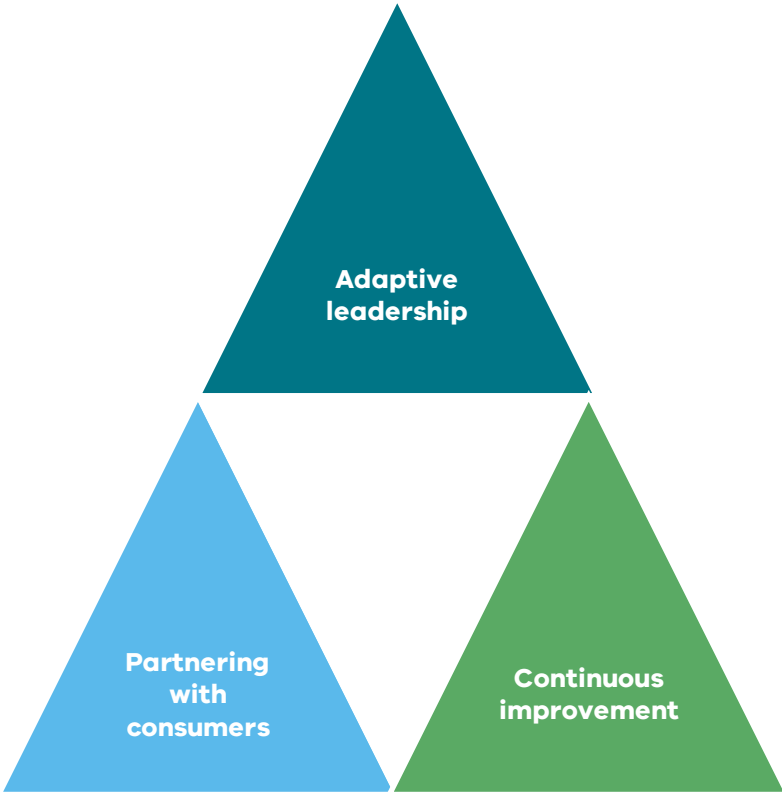 Adaptive
leadership
Partnering
with
consumers
Continuous
improvement